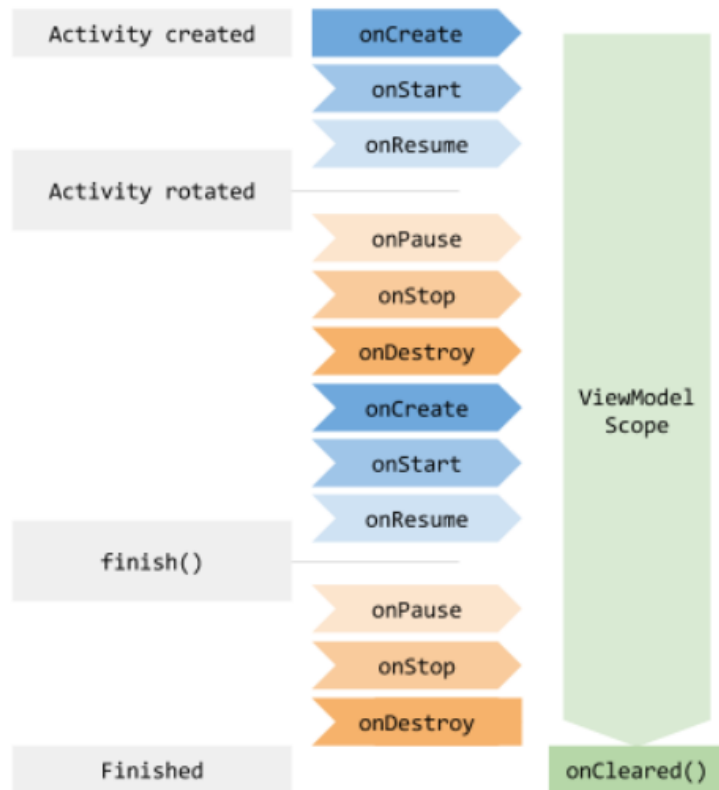 Activity created
onCreate
onStart
onResume
Activity rotated
onPause
onStop
onDestroy
onCreate
onStart
onResume
finish()
onPause
onStop
onDestroy
Finished
ViewModel
Scope
onCleared()